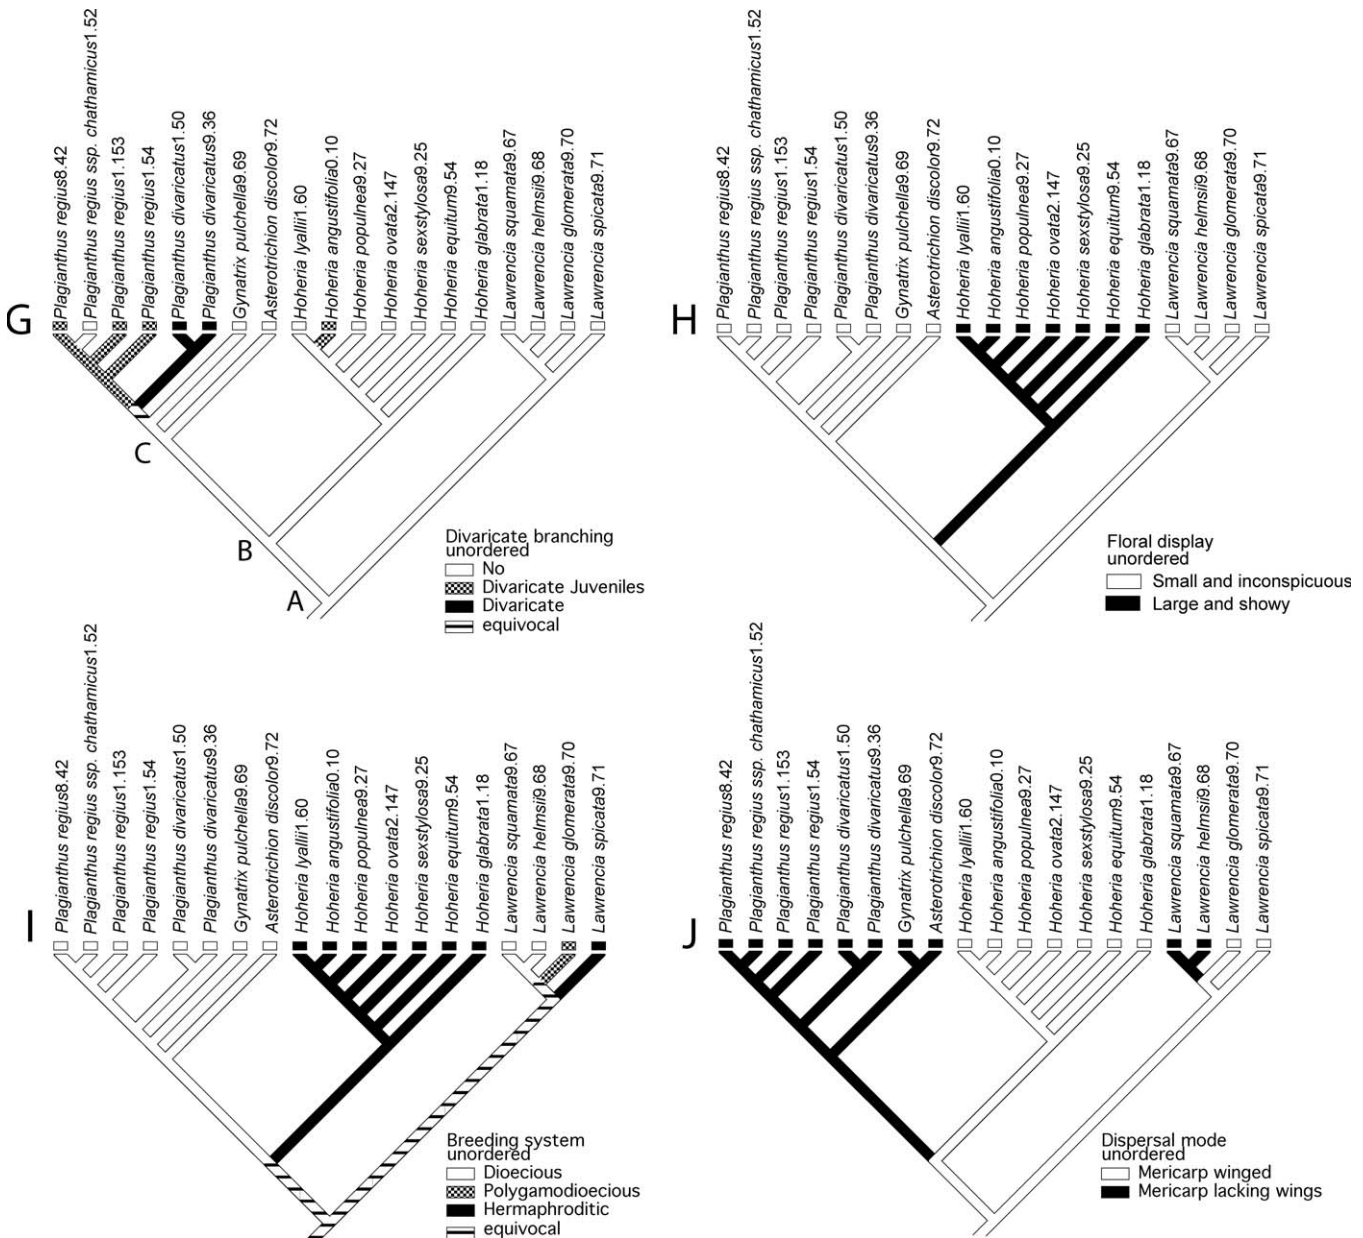 G
Plagianthus regius8.42
Plagianthus regius ssp. chathamicus1.52
Plagianthus regius1.153
Plagianthus regius1.54
Plagianthus divaricatus1.50
Plagianthus divaricatus9.36
Gynatrix pulchella9.69
Asterotrichion discolor9.72
Hoheria lyallii1.60
Hoheria angustifolia0.10
Hoheria populnea9.27
Hoheria ovata2.147
Hoheria sexstylosa9.25
Hoheria equitum9.54
Hoheria glabrata1.18
Lawrencia squamata9.67
Lawrencia helmsii9.68
Lawrencia glomerata9.70
Lawrencia spicata9.71
C
B
A
Divaricate branching
unordered
No
Divaricate Juveniles
Divaricate
equivocal
H
Plagianthus regius8.42
Plagianthus regius ssp. chathamicus1.52
Plagianthus regius1.153
Plagianthus regius1.54
Plagianthus divaricatus1.50
Plagianthus divaricatus9.36
Gynatrix pulchella9.69
Asterotrichion discolor9.72
Hoheria lyallii1.60
Hoheria angustifolia0.10
Hoheria populnea9.27
Hoheria ovata2.147
Hoheria sexstylosa9.25
Hoheria equitum9.54
Hoheria glabrata1.18
Lawrencia squamata9.67
Lawrencia helmsii9.68
Lawrencia glomerata9.70
Lawrencia spicata9.71
Floral display
unordered
Small and inconspicuous
Large and showy
I
Plagianthus regius8.42
Plagianthus regius ssp. chathamicus1.52
Plagianthus regius1.153
Plagianthus regius1.54
Plagianthus divaricatus1.50
Plagianthus divaricatus9.36
Gynatrix pulchella9.69
Asterotrichion discolor9.72
Hoheria lyallii1.60
Hoheria angustifolia0.10
Hoheria populnea9.27
Hoheria ovata2.147
Hoheria sexstylosa9.25
Hoheria equitum9.54
Hoheria glabrata1.18
Lawrencia squamata9.67
Lawrencia helmsii9.68
Lawrencia glomerata9.70
Lawrencia spicata9.71
Breeding system
unordered
Dioecious
Polygamodioecious
Hermaphroditic
equivocal
J
Plagianthus regius8.42
Plagianthus regius ssp. chathamicus1.52
Plagianthus regius1.153
Plagianthus regius1.54
Plagianthus divaricatus1.50
Plagianthus divaricatus9.36
Gynatrix pulchella9.69
Asterotrichion discolor9.72
Hoheria lyallii1.60
Hoheria angustifolia0.10
Hoheria populnea9.27
Hoheria ovata2.147
Hoheria sexstylosa9.25
Hoheria equitum9.54
Hoheria glabrata1.18
Lawrencia squamata9.67
Lawrencia helmsii9.68
Lawrencia glomerata9.70
Lawrencia spicata9.71
Dispersal mode
unordered
Mericarp winged
Mericarp lacking wings